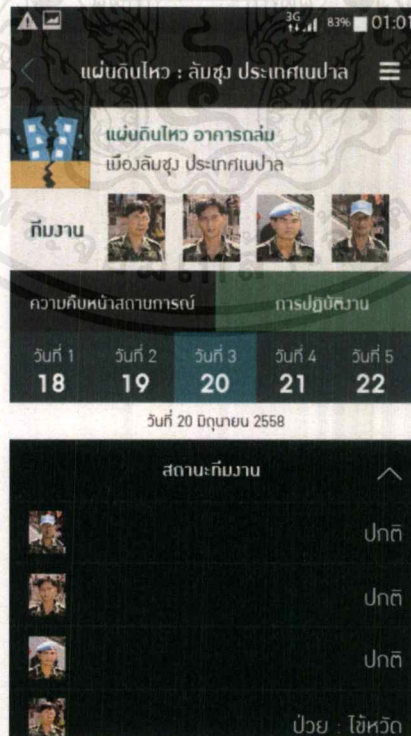 3G 83% 01:01
แผ่นดินไหว : ลัมชุง ประเทศเนปาล
แผ่นดินไหว อาคารถล่ม
เมืองลัมชุง ประเทศเนปาล
ทีมงาน
ความคืบหน้าสถานการณ์ การปฏิบัติงาน
วันที่ 1 วันที่ 2 วันที่ 3 วันที่ 4 วันที่ 5
18 19 20 21 22
วันที่ 20 มิถุนายน 2558
สถานะทีมงาน
ปกติ
ปกติ
ปกติ
ป่วย : ไข้หวัด